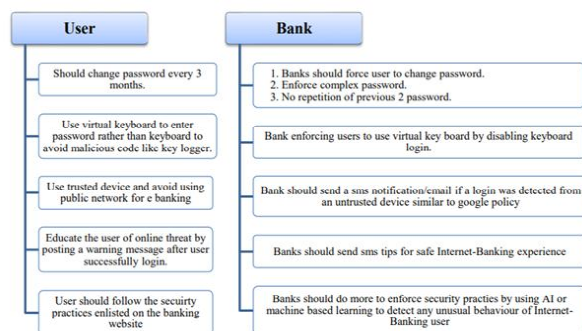 User
Should change password every 3
months.
Use virtual keyboard to enter
password rather than keyboard to
avoid malicious code like key logger.
Use trusted device and avoid using
public network for e banking
Educate the user of online threat by
posting a warning message after user
successfully login.
User should follow the secuirty
practices enlisted on the banking
website
Bank
1. Banks should force user to change password.
2. Enforce complex password.
3. No repetition of previous 2 password.
Bank enforcing users to use virtual key board by disabling keyboard
login.
Bank should send a sms notification/email if a login was detected from
an untrusted device similar to google policy
Banks should send sms tips for safe Internet-Banking experience
Banks should do more to enforce security practies by using AI or
machine based learning to detect any unusual behaviour of Internet-
Banking user